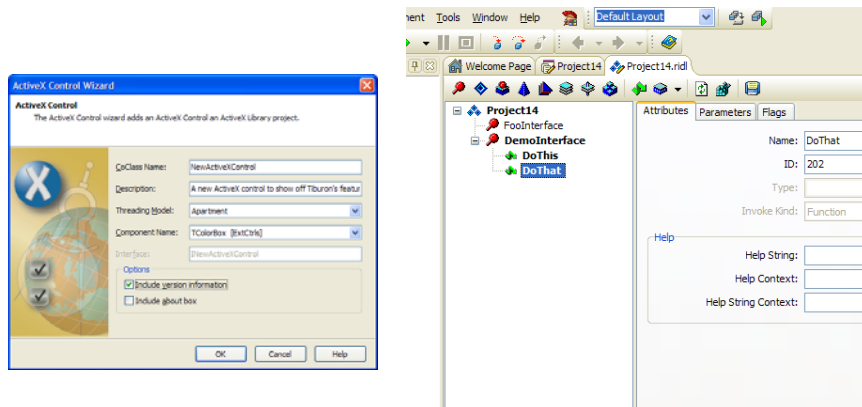 ActiveX Control Wizard
ActiveX Control
The ActiveX Control wizard adds an ActiveX Control an ActiveX Library project.
CoClass Name: NewActiveXControl
Description: A new ActiveX control to show off Tiburon's featur
Threading Model: Apartment
Component Name: TColorBox [ExtCtrls]
Interface: INewActiveXControl
Options
Include version information
Include about box
OK Cancel Help
ment Tools Window Help Default Layout
Welcome Page Project14 Project14.ridl
Project14
FooInterface
DemoInterface
DoThis
DoThat
Attributes Parameters Flags
Name: DoThat
ID: 202
Type:
Invoke Kind: Function
Help
Help String:
Help Context:
Help String Context: